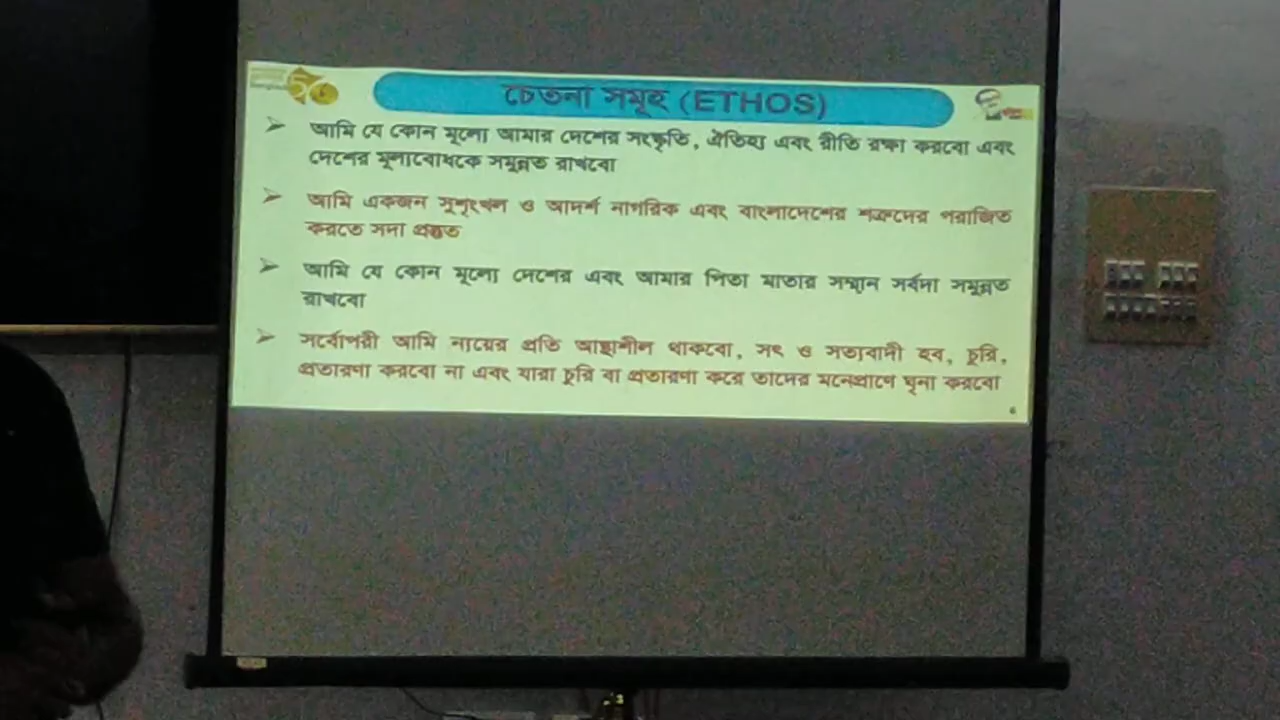 চেতনা সমূহ (ETHOS)
আমি যে কোন মূল্যে আমার দেশের সংস্কৃতি, ঐতিহ্য এবং রীতি রক্ষা করবো এবং
দেশের মূল্যবোধকে সমুন্নত রাখবো
আমি একজন সুশৃংখল ও আদর্শ নাগরিক এবং বাংলাদেশের শত্রুদের পরাজিত
করতে সদা প্রস্তুত
আমি যে কোন মূল্যে দেশের এবং আমার পিতা মাতার সম্মান সর্বদা সমুন্নত
রাখবো
সর্বোপরী আমি ন্যায়ের প্রতি আস্থাশীল থাকবো, সৎ ও সত্যবাদী হব, চুরি,
প্রতারণা করবো না এবং যারা চুরি বা প্রতারণা করে তাদের মনেপ্রাণে ঘৃনা করবো